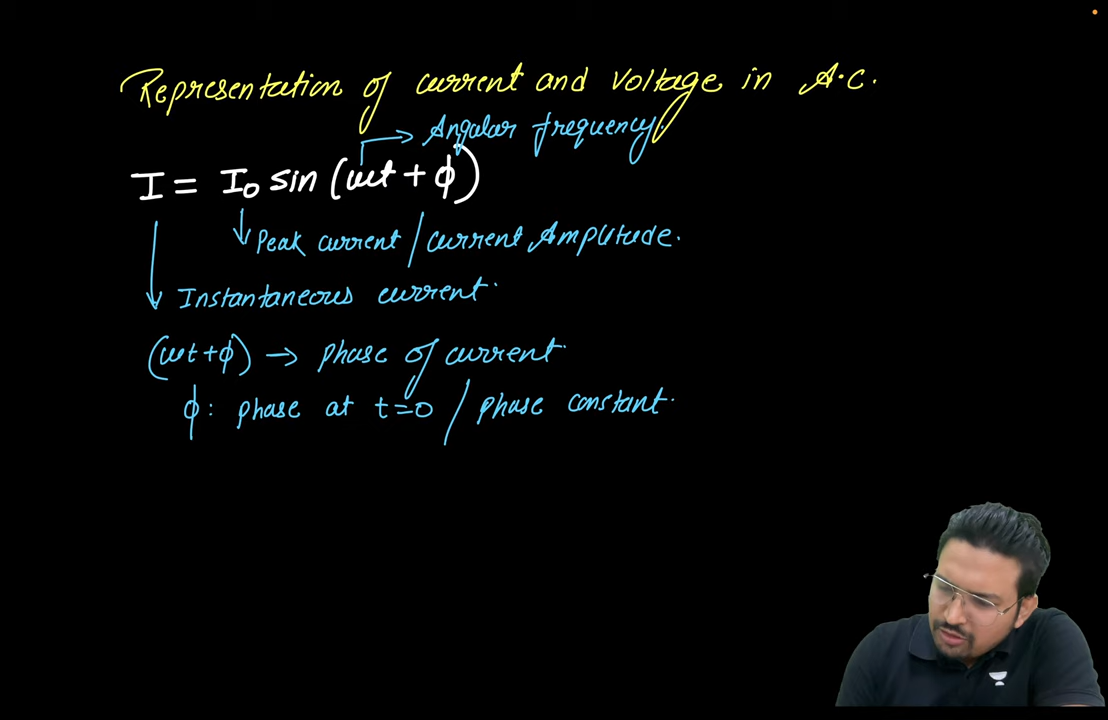 Representation of current and voltage in A.C.
Angular frequency.
I = I₀ sin (ωt + ϕ)
Peak current / current Amplitude.
Instantaneous current.
(ωt + ϕ) → phase of current.
ϕ : phase at t=0 / phase constant.